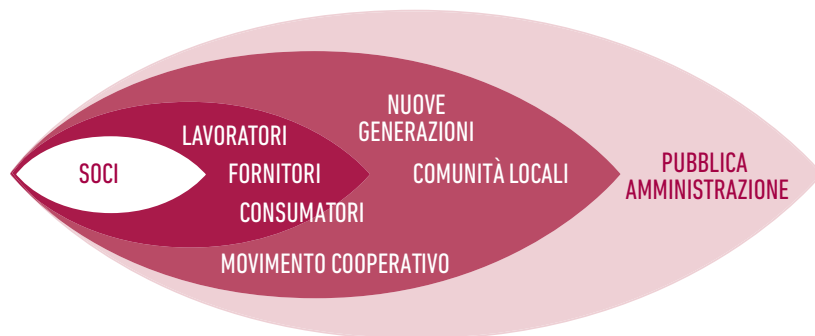 NUOVE
GENERAZIONI
LAVORATORI
SOCI
FORNITORI
COMUNITÀ LOCALI
PUBBLICA
AMMINISTRAZIONE
CONSUMATORI
MOVIMENTO COOPERATIVO